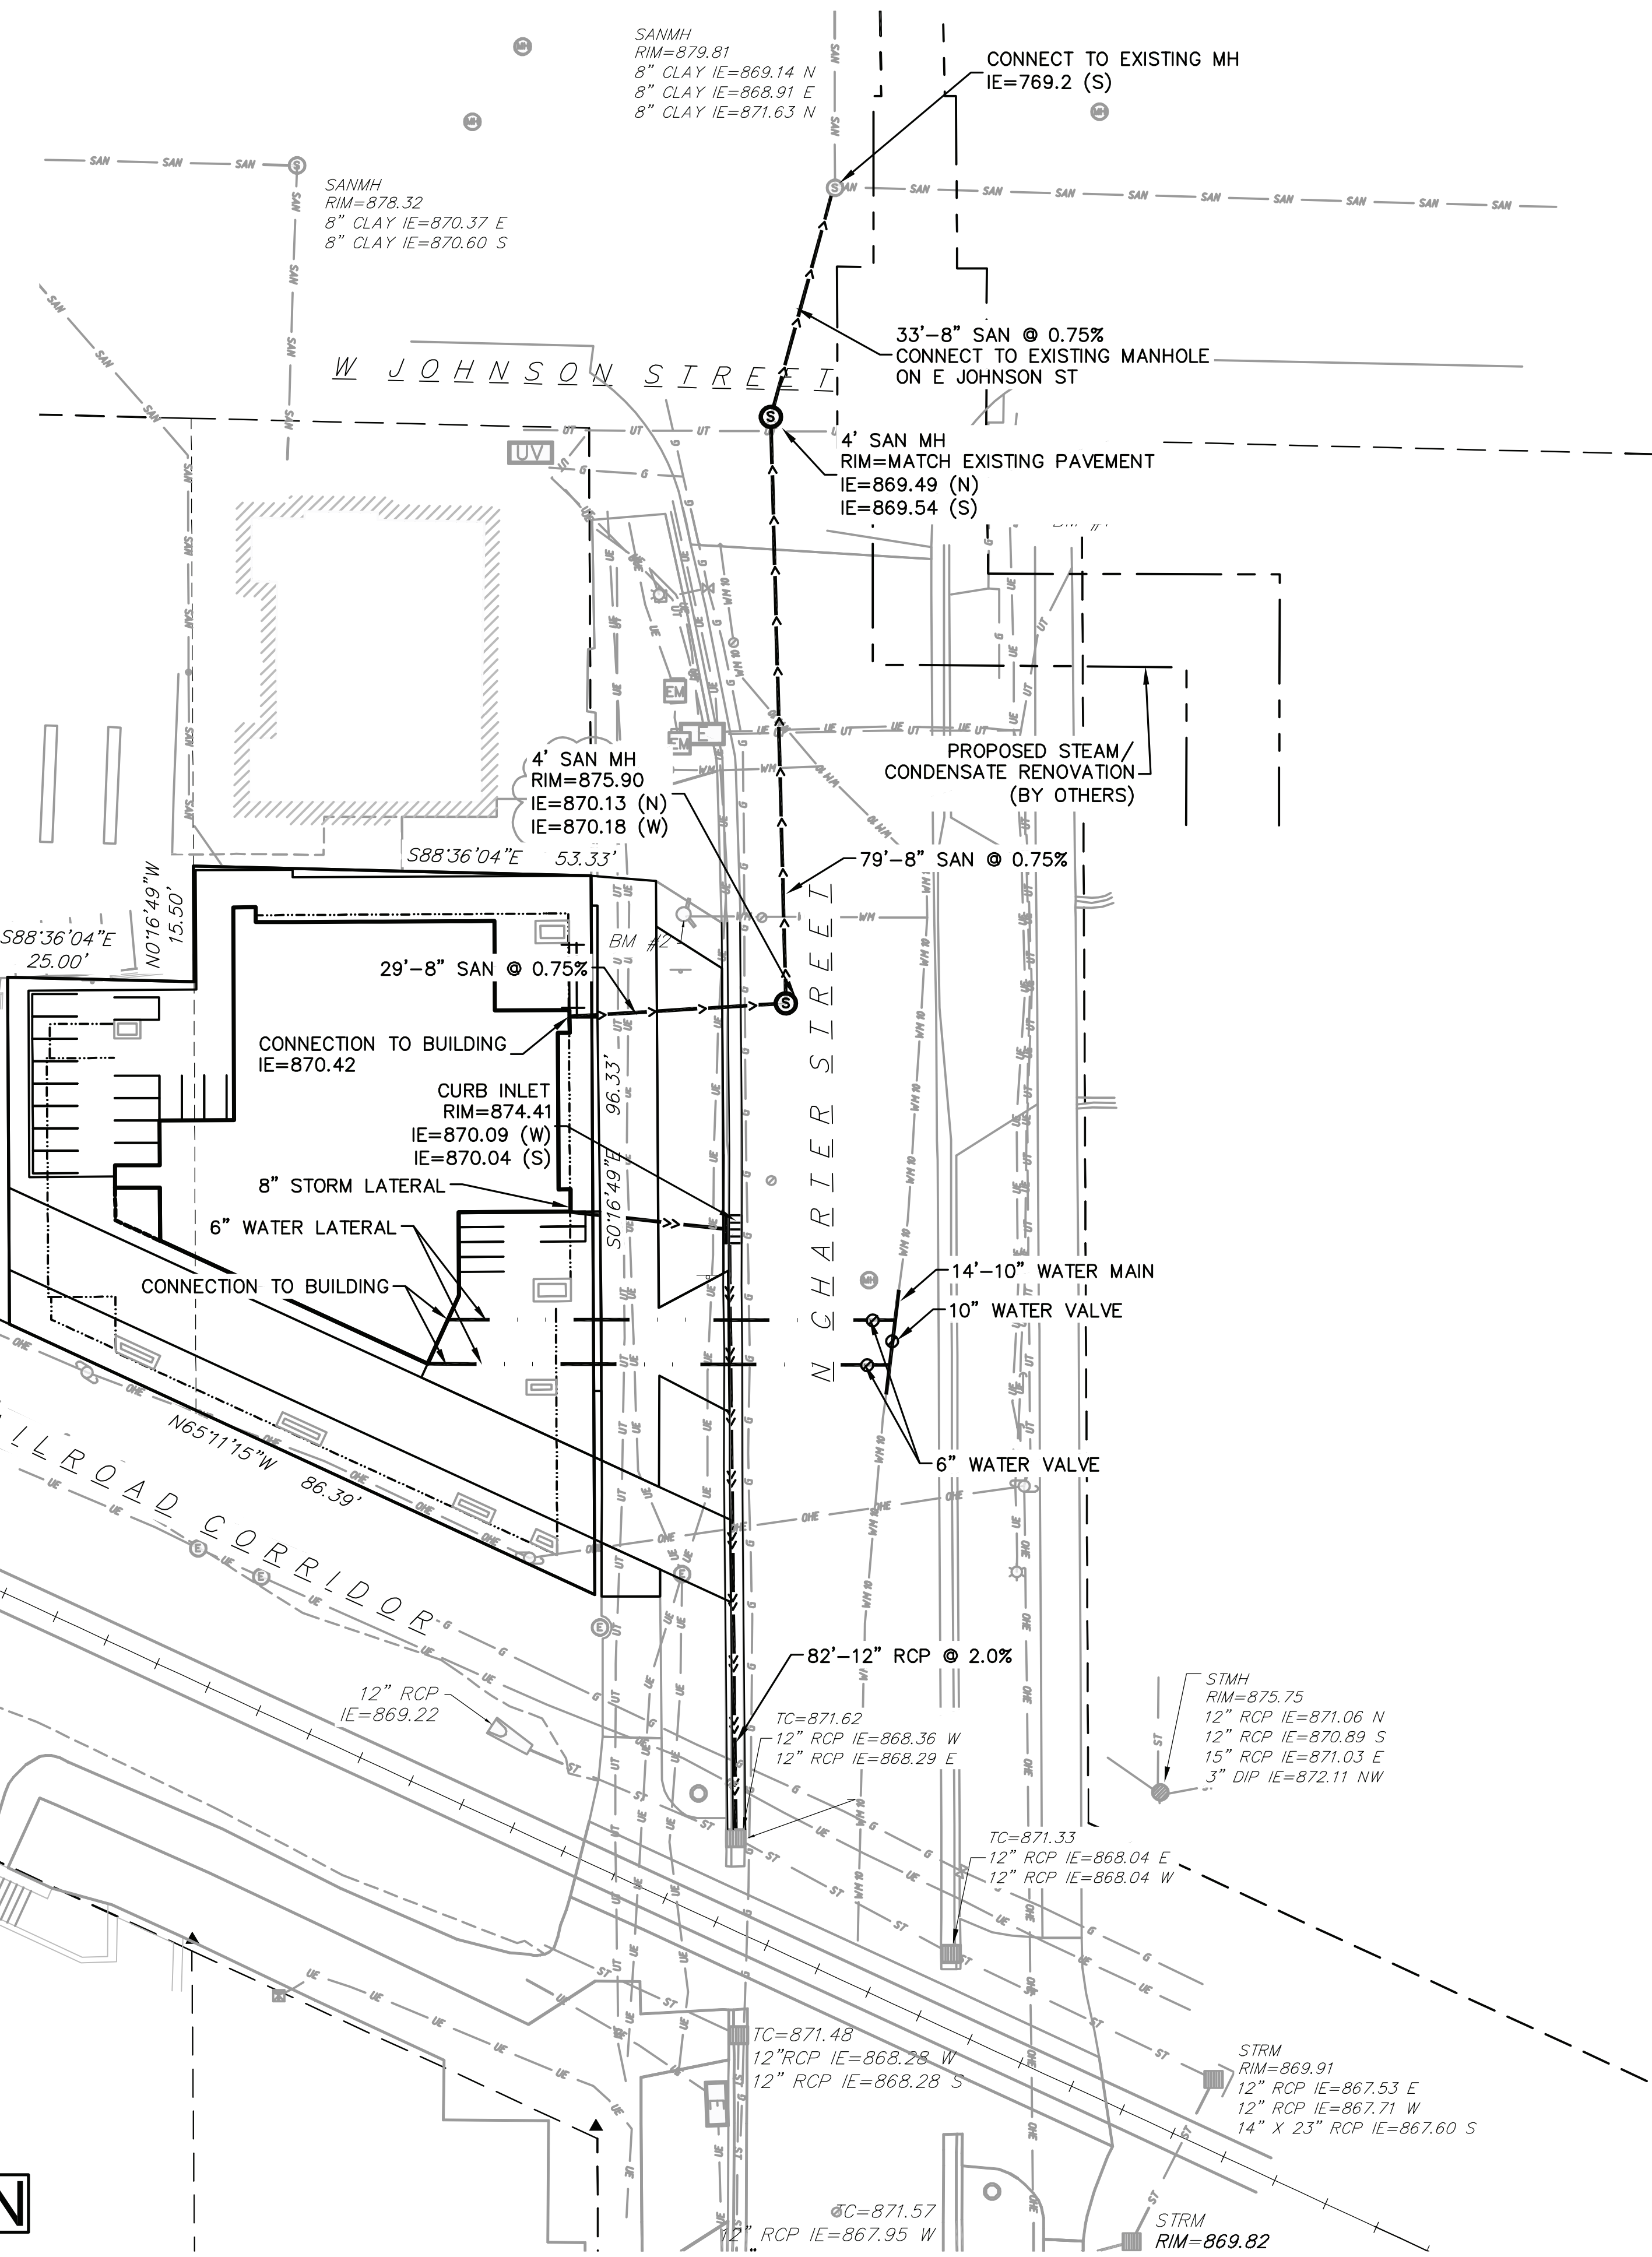 SANMH
RIM=879.81
8" CLAY IE=869.14 N
8" CLAY IE=868.91 E
8" CLAY IE=871.63 N
CONNECT TO EXISTING MH
IE=769.2 (S)
SANMH
RIM=878.32
8" CLAY IE=870.37 E
8" CLAY IE=870.60 S
33'-8" SAN @ 0.75%
CONNECT TO EXISTING MANHOLE
ON E JOHNSON ST
W JOHNSON STREET
UV
4' SAN MH
RIM=MATCH EXISTING PAVEMENT
IE=869.49 (N)
IE=869.54 (S)
EM
E
EM
PROPOSED STEAM/
CONDENSATE RENOVATION
(BY OTHERS)
4' SAN MH
RIM=875.90
IE=870.13 (N)
IE=870.18 (W)
79'-8" SAN @ 0.75%
S88°36'04"E 53.33'
N0°16'49"W
15.50'
S88°36'04"E
25.00'
BM #2
29'-8" SAN @ 0.75%
CONNECTION TO BUILDING
IE=870.42
S0°16'49"E 96.33'
N CHARTER STREET
CURB INLET
RIM=874.41
IE=870.09 (W)
IE=870.04 (S)
8" STORM LATERAL
6" WATER LATERAL
CONNECTION TO BUILDING
14'-10" WATER MAIN
10" WATER VALVE
6" WATER VALVE
N65°11'15"W 86.39'
ILROAD CORRIDOR
82'-12" RCP @ 2.0%
12" RCP
IE=869.22
TC=871.62
12" RCP IE=868.36 W
12" RCP IE=868.29 E
STMH
RIM=875.75
12" RCP IE=871.06 N
12" RCP IE=870.89 S
15" RCP IE=871.03 E
3" DIP IE=872.11 NW
TC=871.33
12" RCP IE=868.04 E
12" RCP IE=868.04 W
TC=871.48
12"RCP IE=868.28 W
12" RCP IE=868.28 S
E
STRM
RIM=869.91
12" RCP IE=867.53 E
12" RCP IE=867.71 W
14" X 23" RCP IE=867.60 S
TC=871.57
12" RCP IE=867.95 W
STRM
RIM=869.82
N